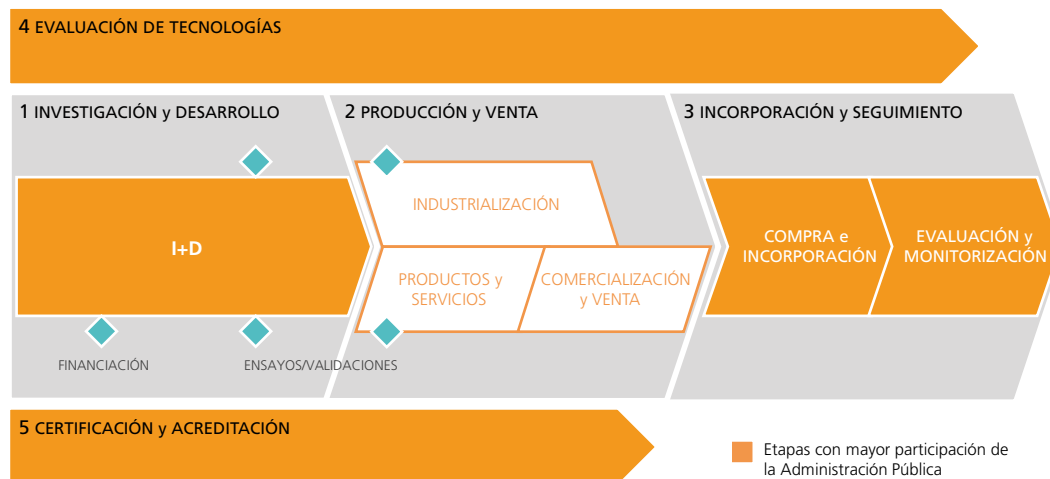 4 EVALUACIÓN DE TECNOLOGÍAS
1 INVESTIGACIÓN y DESARROLLO
2 PRODUCCIÓN y VENTA
3 INCORPORACIÓN y SEGUIMIENTO
I+D
INDUSTRIALIZACIÓN
PRODUCTOS y
SERVICIOS
COMERCIALIZACIÓN
y VENTA
COMPRA e
INCORPORACIÓN
EVALUACIÓN y
MONITORIZACIÓN
FINANCIACIÓN
ENSAYOS/VALIDACIONES
5 CERTIFICACIÓN y ACREDITACIÓN
Etapas con mayor participación de
la Administración Pública